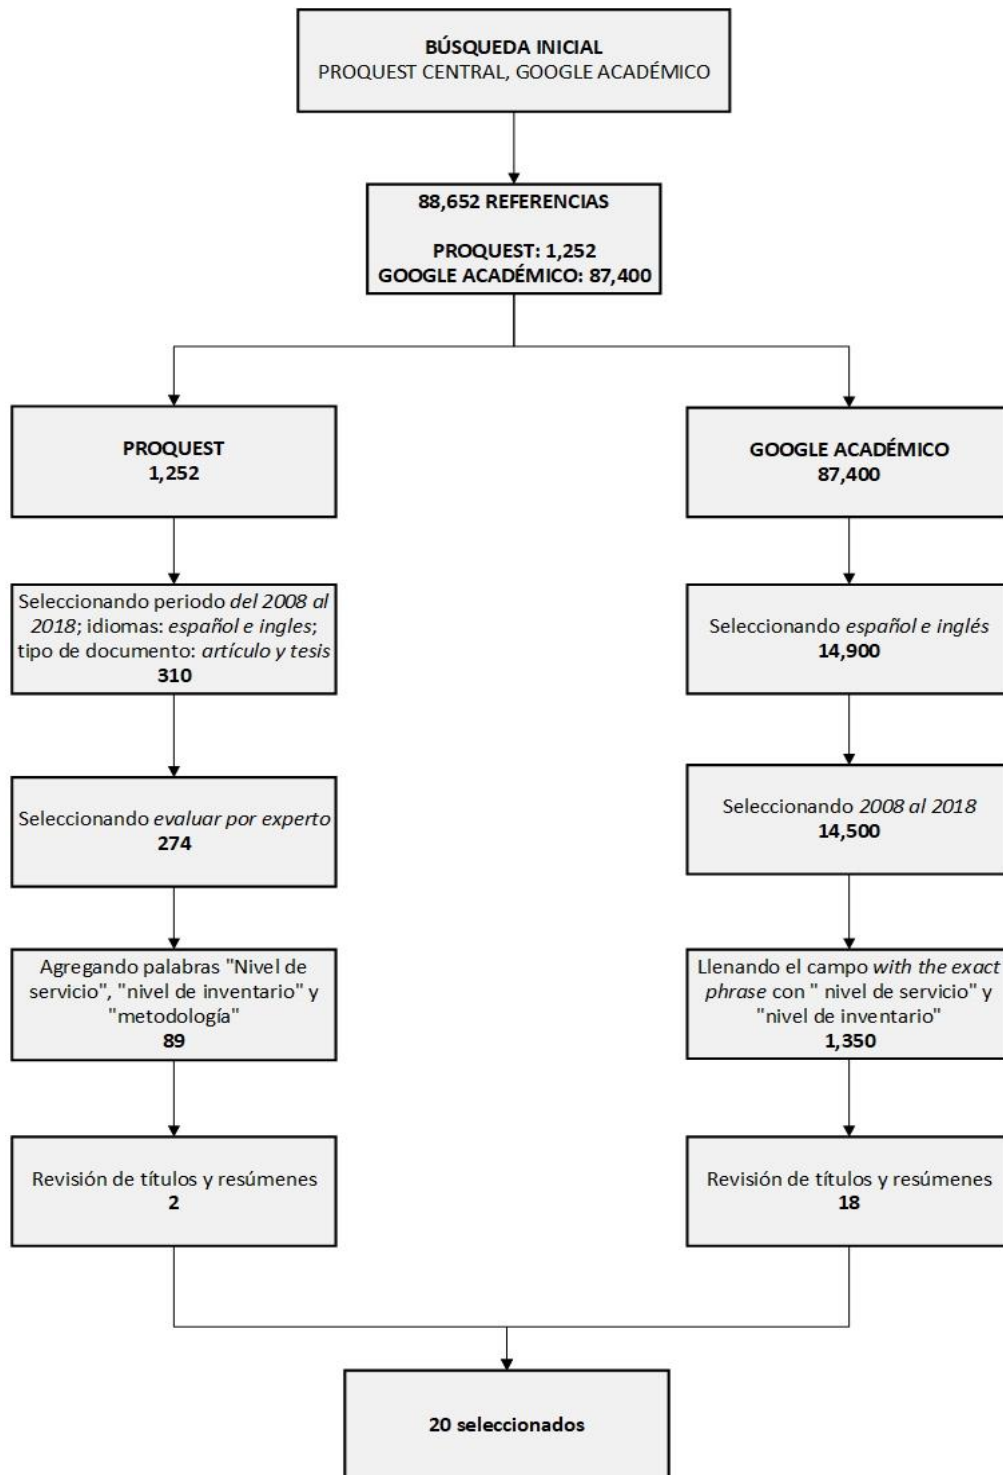 BÚSQUEDA INICIAL
PROQUEST CENTRAL, GOOGLE ACADÉMICO
88,652 REFERENCIAS
PROQUEST: 1,252
GOOGLE ACADÉMICO: 87,400
PROQUEST
1,252
GOOGLE ACADÉMICO
87,400
Seleccionando periodo del 2008 al
2018; idiomas: español e ingles;
tipo de documento: artículo y tesis
310
Seleccionando español e inglés
14,900
Seleccionando evaluar por experto
274
Seleccionando 2008 al 2018
14,500
Agregando palabras "Nivel de
servicio", "nivel de inventario" y
"metodología"
89
Llenando el campo with the exact
phrase con " nivel de servicio" y
"nivel de inventario"
1,350
Revisión de títulos y resúmenes
2
Revisión de títulos y resúmenes
18
20 seleccionados